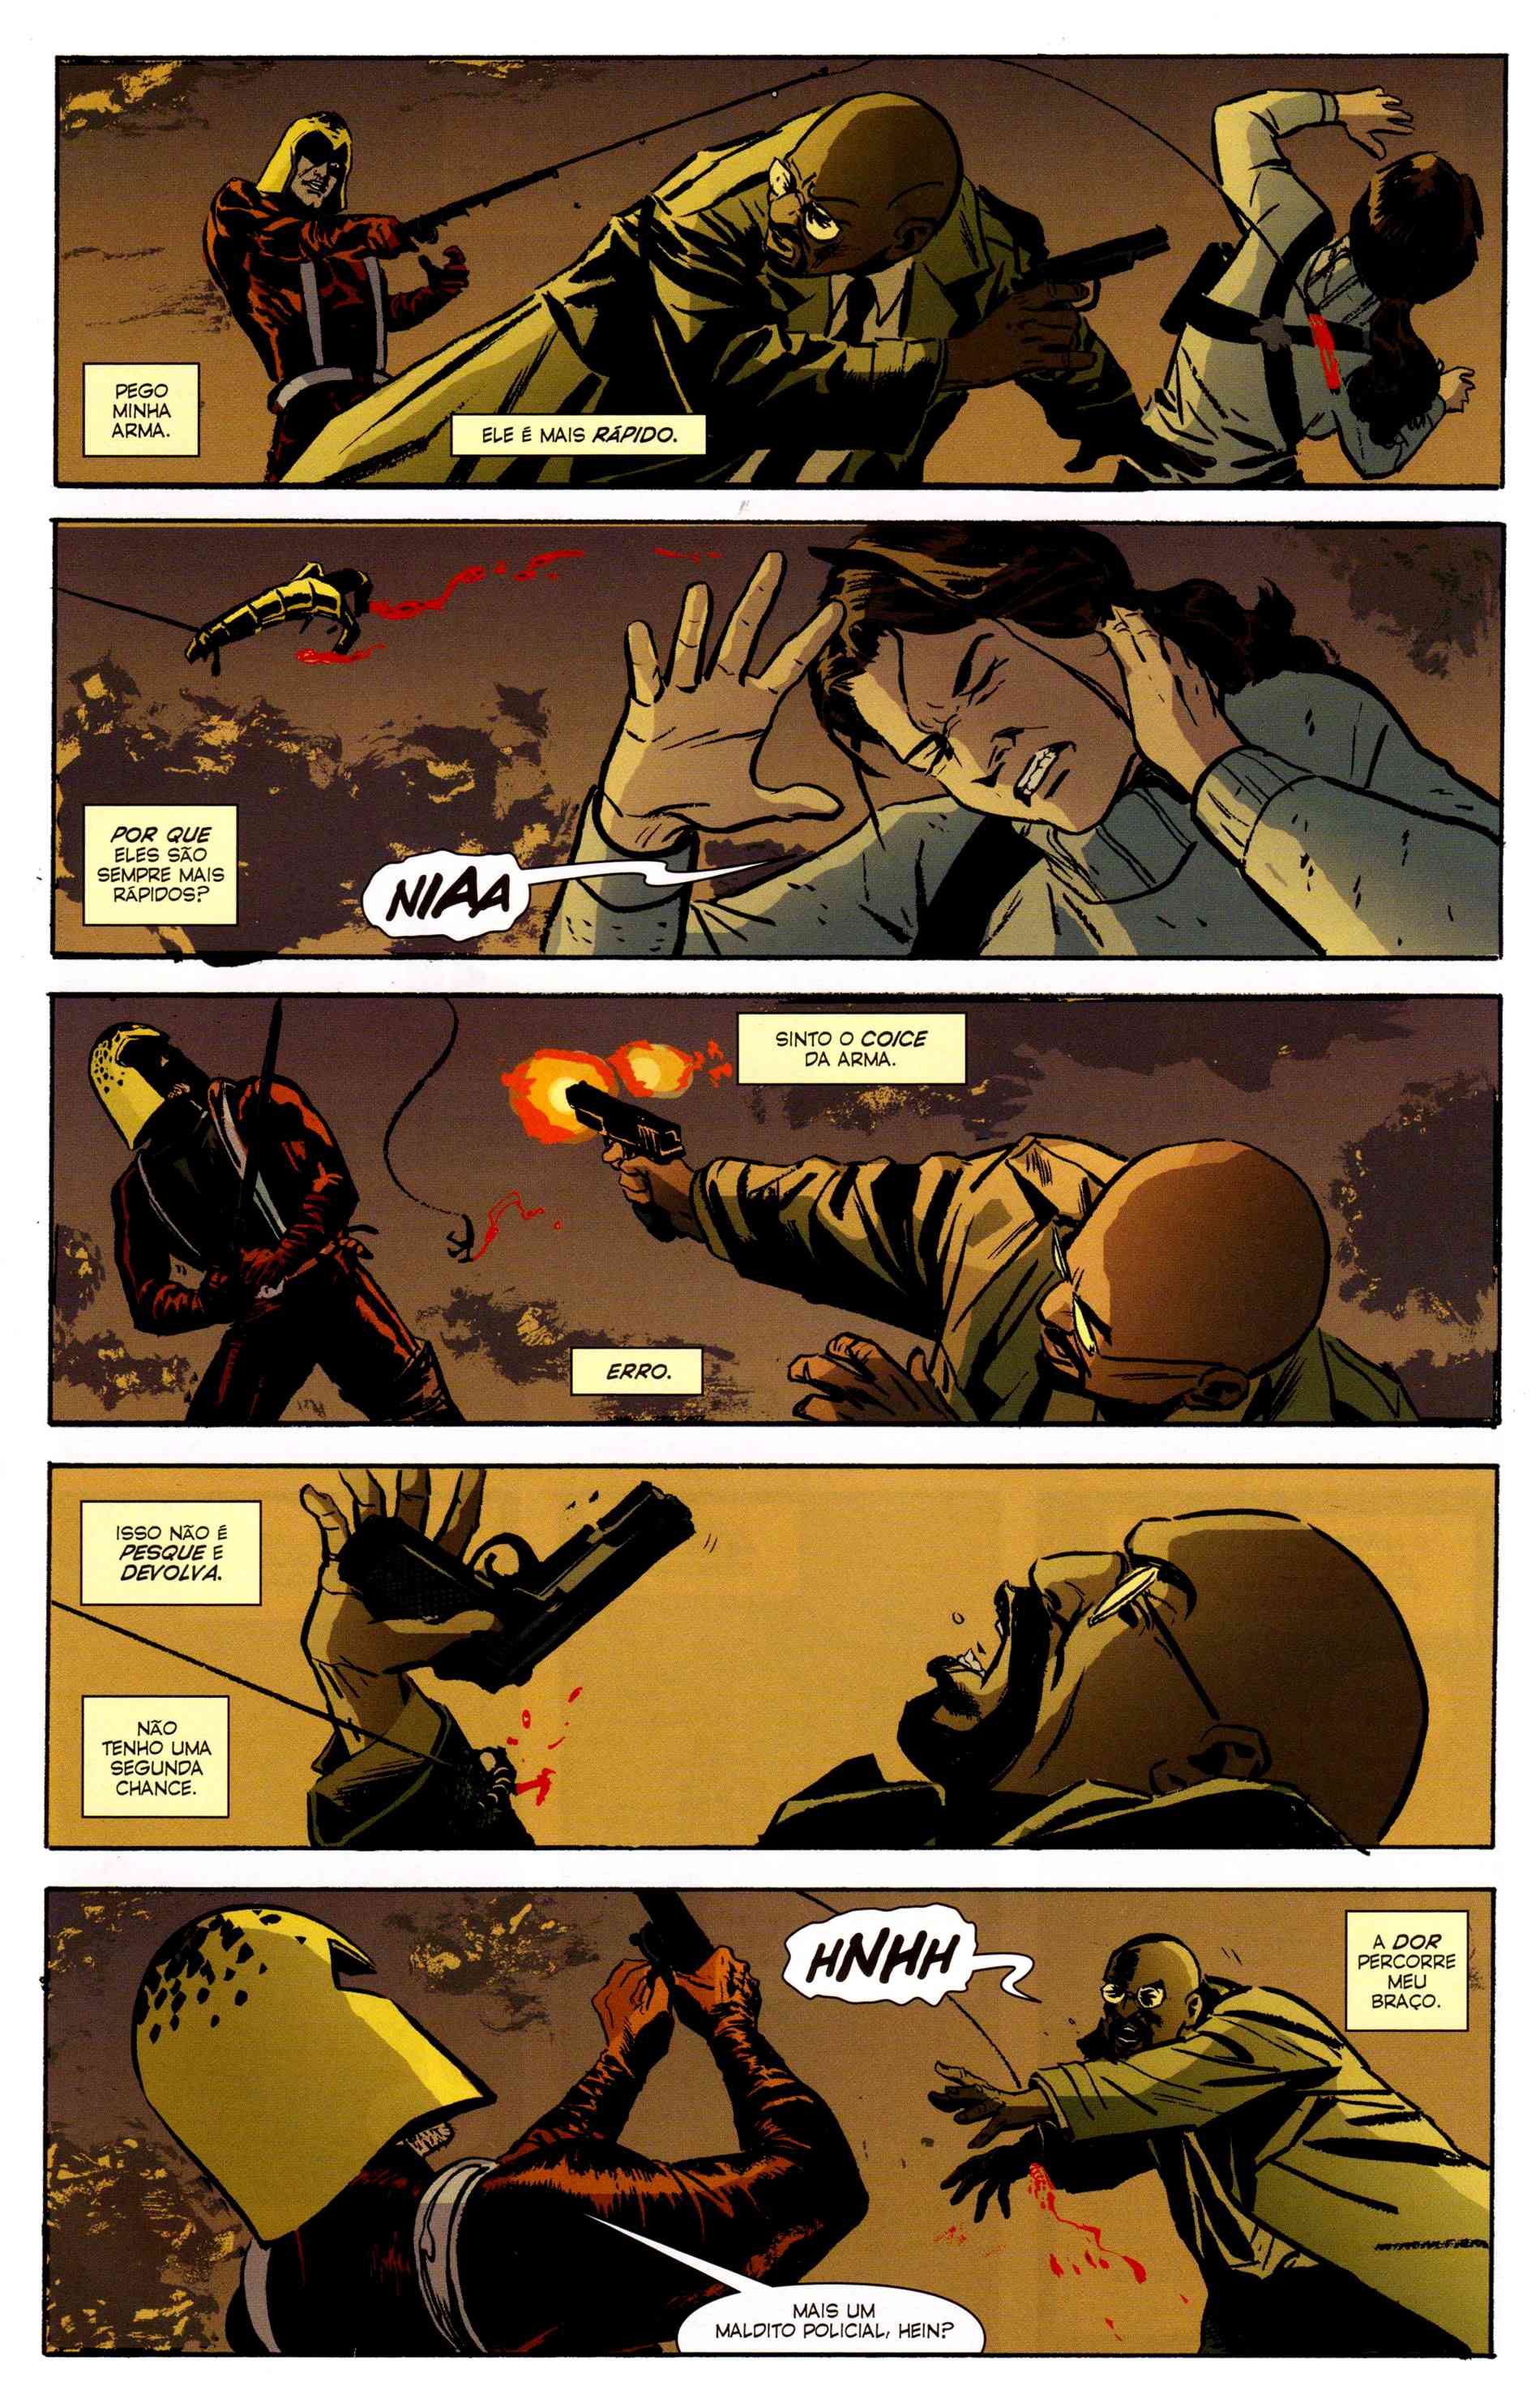 PEGO
MINHA
ARMA.
ELE É MAIS RÁPIDO.
POR QUE
ELES SÃO
SEMPRE MAIS
RÁPIDOS?
NIAA
SINTO O COICE
DA ARMA.
ERRO.
ISSO NÃO É
PESQUE E
DEVOLVA.
NÃO
TENHO UMA
SEGUNDA
CHANCE.
HNHH
A DOR
PERCORRE
MEU
BRAÇO.
MAIS UM
MALDITO POLICIAL, HEIN?